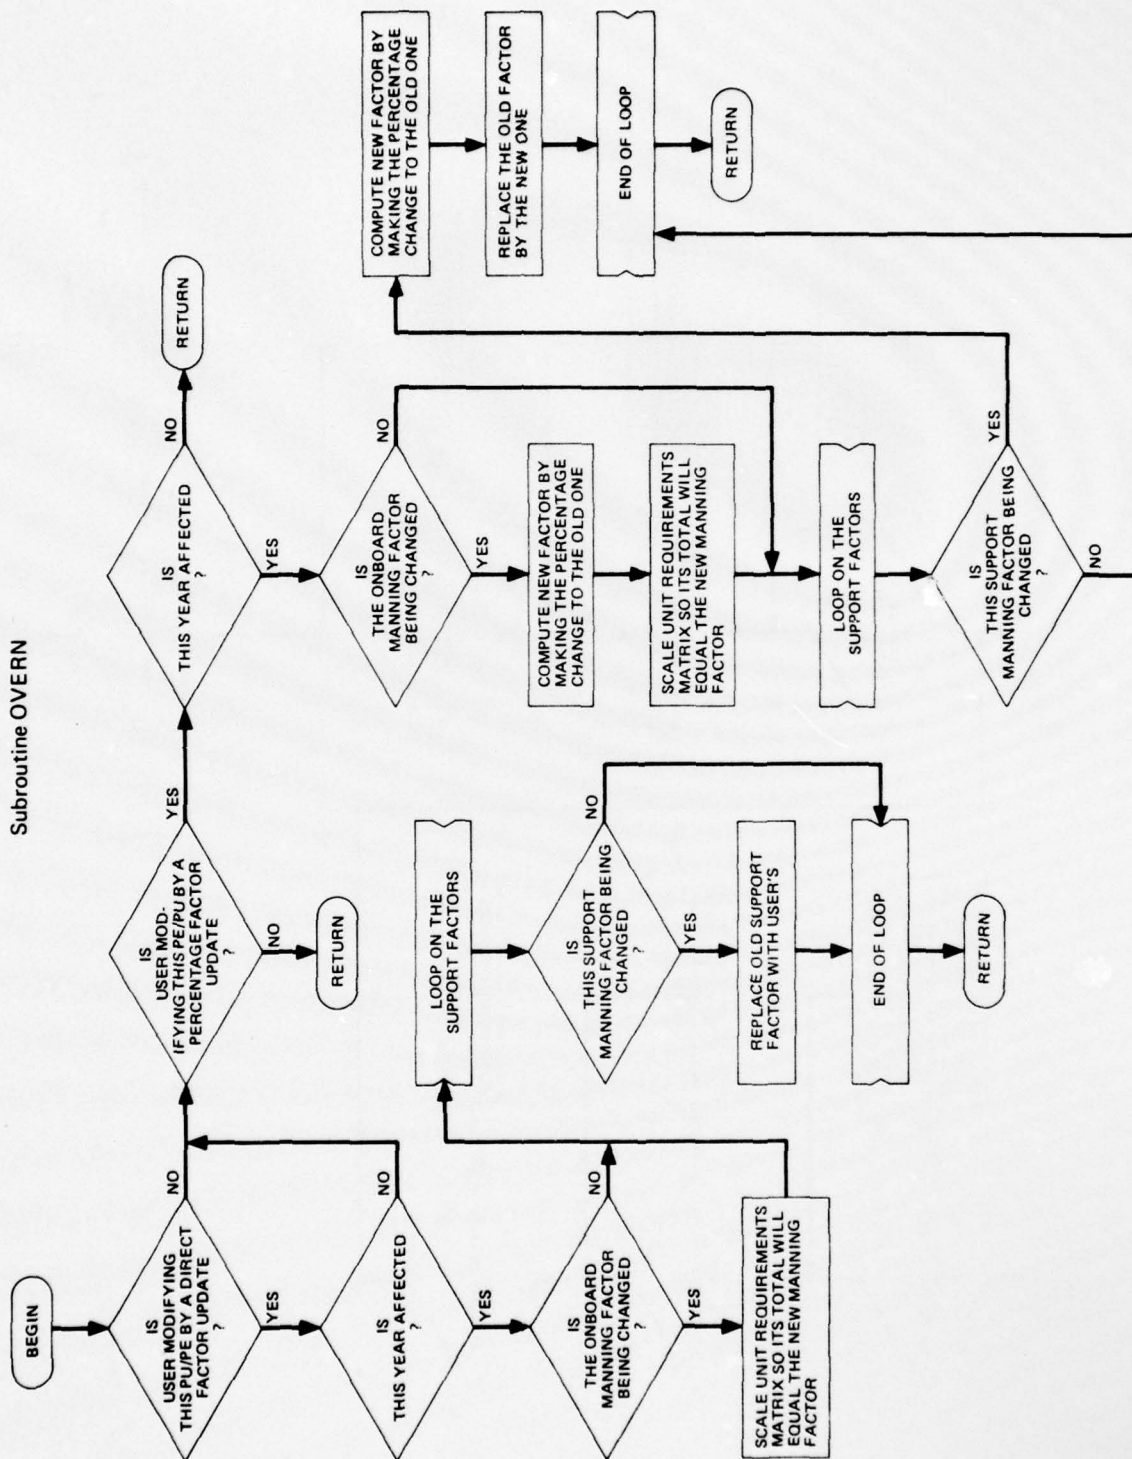 Subroutine OVERN
BEGIN
IS
USER MODIFYING
THIS PU/PE BY A DIRECT
FACTOR UPDATE
?
NO
YES
IS
THIS YEAR AFFECTED
?
NO
YES
IS
THE ONBOARD
MANNING FACTOR
BEING CHANGED
?
NO
YES
SCALE UNIT REQUIREMENTS
MATRIX SO ITS TOTAL WILL
EQUAL THE NEW MANNING
FACTOR
LOOP ON THE
SUPPORT FACTORS
IS
THIS SUPPORT
MANNING FACTOR BEING
CHANGED
?
NO
YES
REPLACE OLD SUPPORT
FACTOR WITH USER'S
END OF LOOP
RETURN
IS
USER MOD-
IFYING THIS PE/PU BY A
PERCENTAGE FACTOR
UPDATE
?
YES
NO
RETURN
IS
THIS YEAR AFFECTED
?
NO
RETURN
YES
IS
THE ONBOARD
MANNING FACTOR
BEING CHANGED
?
NO
YES
COMPUTE NEW FACTOR BY
MAKING THE PERCENTAGE
CHANGE TO THE OLD ONE
SCALE UNIT REQUIREMENTS
MATRIX SO ITS TOTAL WILL
EQUAL THE NEW MANNING
FACTOR
LOOP ON THE
SUPPORT FACTORS
IS
THIS SUPPORT
MANNING FACTOR BEING
CHANGED
?
YES
NO
COMPUTE NEW FACTOR BY
MAKING THE PERCENTAGE
CHANGE TO THE OLD ONE
REPLACE THE OLD FACTOR
BY THE NEW ONE
END OF LOOP
RETURN